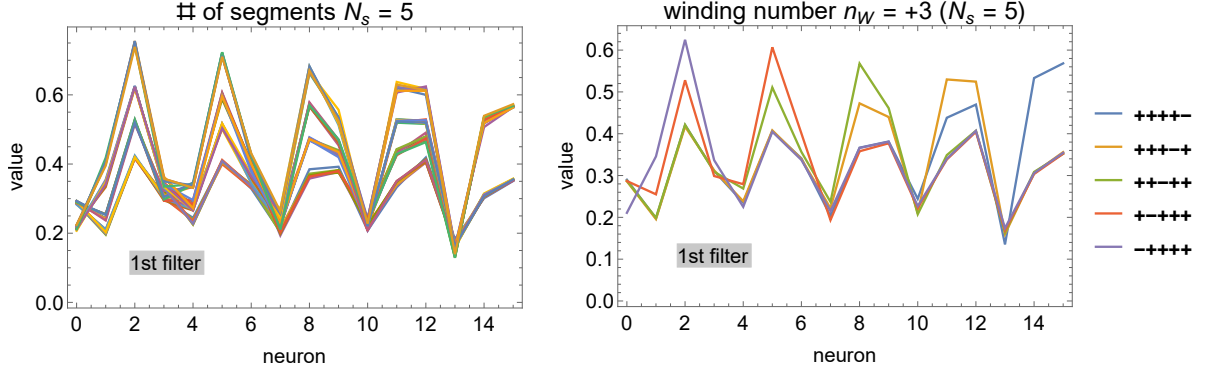 # of segments Nₛ = 5
value
0.6
0.4
0.2
0.0
1st filter
0 2 4 6 8 10 12 14
neuron
winding number n_W = +3 (Nₛ = 5)
value
0.6
0.5
0.4
0.3
0.2
0.1
0.0
1st filter
0 2 4 6 8 10 12 14
neuron
++++-
+++-+
++-++
+-+++
-++++